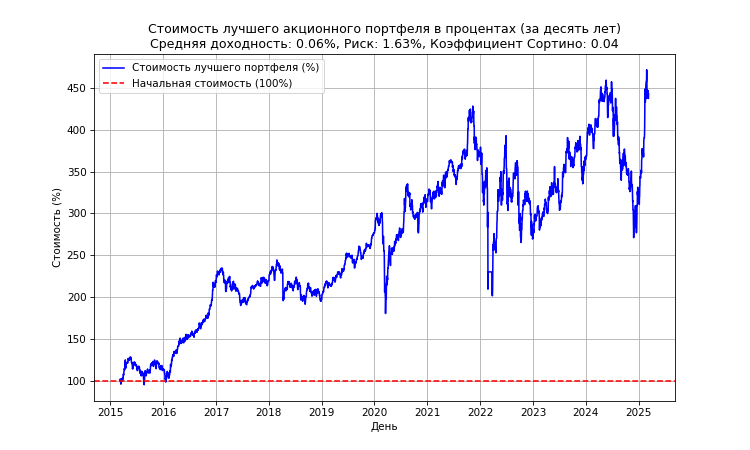 Стоимость лучшего акционного портфеля в процентах (за десять лет)
Средняя доходность: 0.06%, Риск: 1.63%, Коэффициент Сортино: 0.04
Стоимость лучшего портфеля (%)
Начальная стоимость (100%)
Стоимость (%)
450
400
350
300
250
200
150
100
2015 2016 2017 2018 2019 2020 2021 2022 2023 2024 2025
День